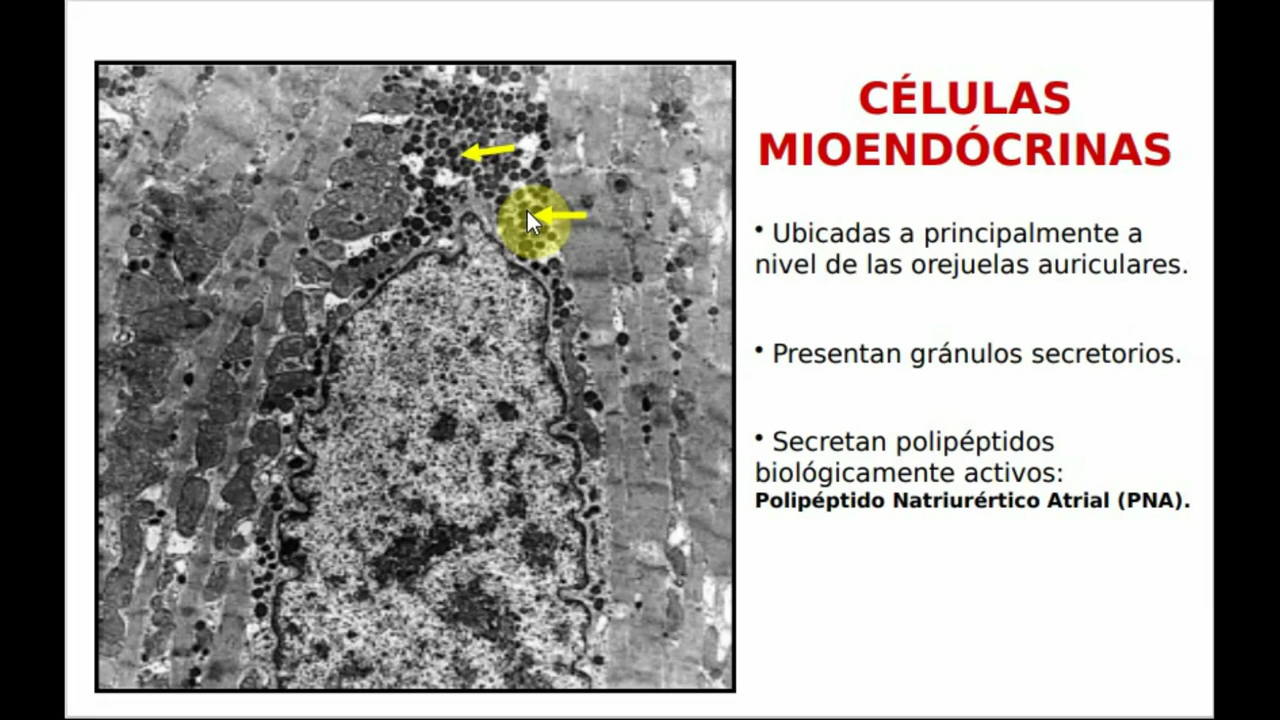 CÉLULAS
MIOENDÓCRINAS
• Ubicadas a principalmente a
nivel de las orejuelas auriculares.
• Presentan gránulos secretorios.
• Secretan polipéptidos
biológicamente activos:
Polipéptido Natriurértico Atrial (PNA).